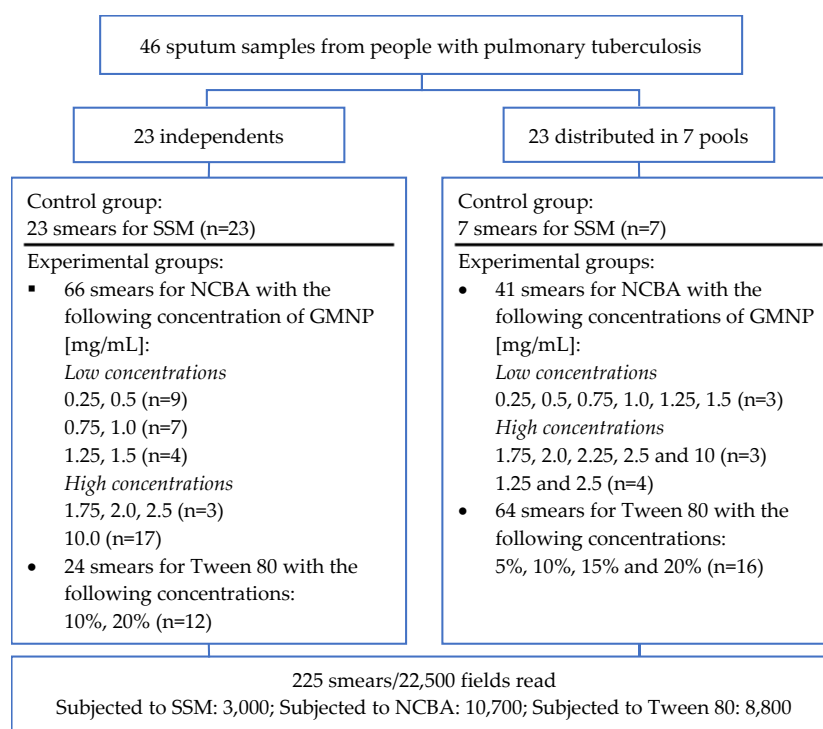 46 sputum samples from people with pulmonary tuberculosis
23 independents
23 distributed in 7 pools
Control group:
23 smears for SSM (n=23)
Experimental groups:
▪ 66 smears for NCBA with the
following concentration of GMNP
[mg/mL]:
Low concentrations
0.25, 0.5 (n=9)
0.75, 1.0 (n=7)
1.25, 1.5 (n=4)
High concentrations
1.75, 2.0, 2.5 (n=3)
10.0 (n=17)
• 24 smears for Tween 80 with the
following concentrations:
10%, 20% (n=12)
Control group:
7 smears for SSM (n=7)
Experimental groups:
• 41 smears for NCBA with the
following concentrations of GMNP
[mg/mL]:
Low concentrations
0.25, 0.5, 0.75, 1.0, 1.25, 1.5 (n=3)
High concentrations
1.75, 2.0, 2.25, 2.5 and 10 (n=3)
1.25 and 2.5 (n=4)
• 64 smears for Tween 80 with the
following concentrations:
5%, 10%, 15% and 20% (n=16)
225 smears/22,500 fields read
Subjected to SSM: 3,000; Subjected to NCBA: 10,700; Subjected to Tween 80: 8,800